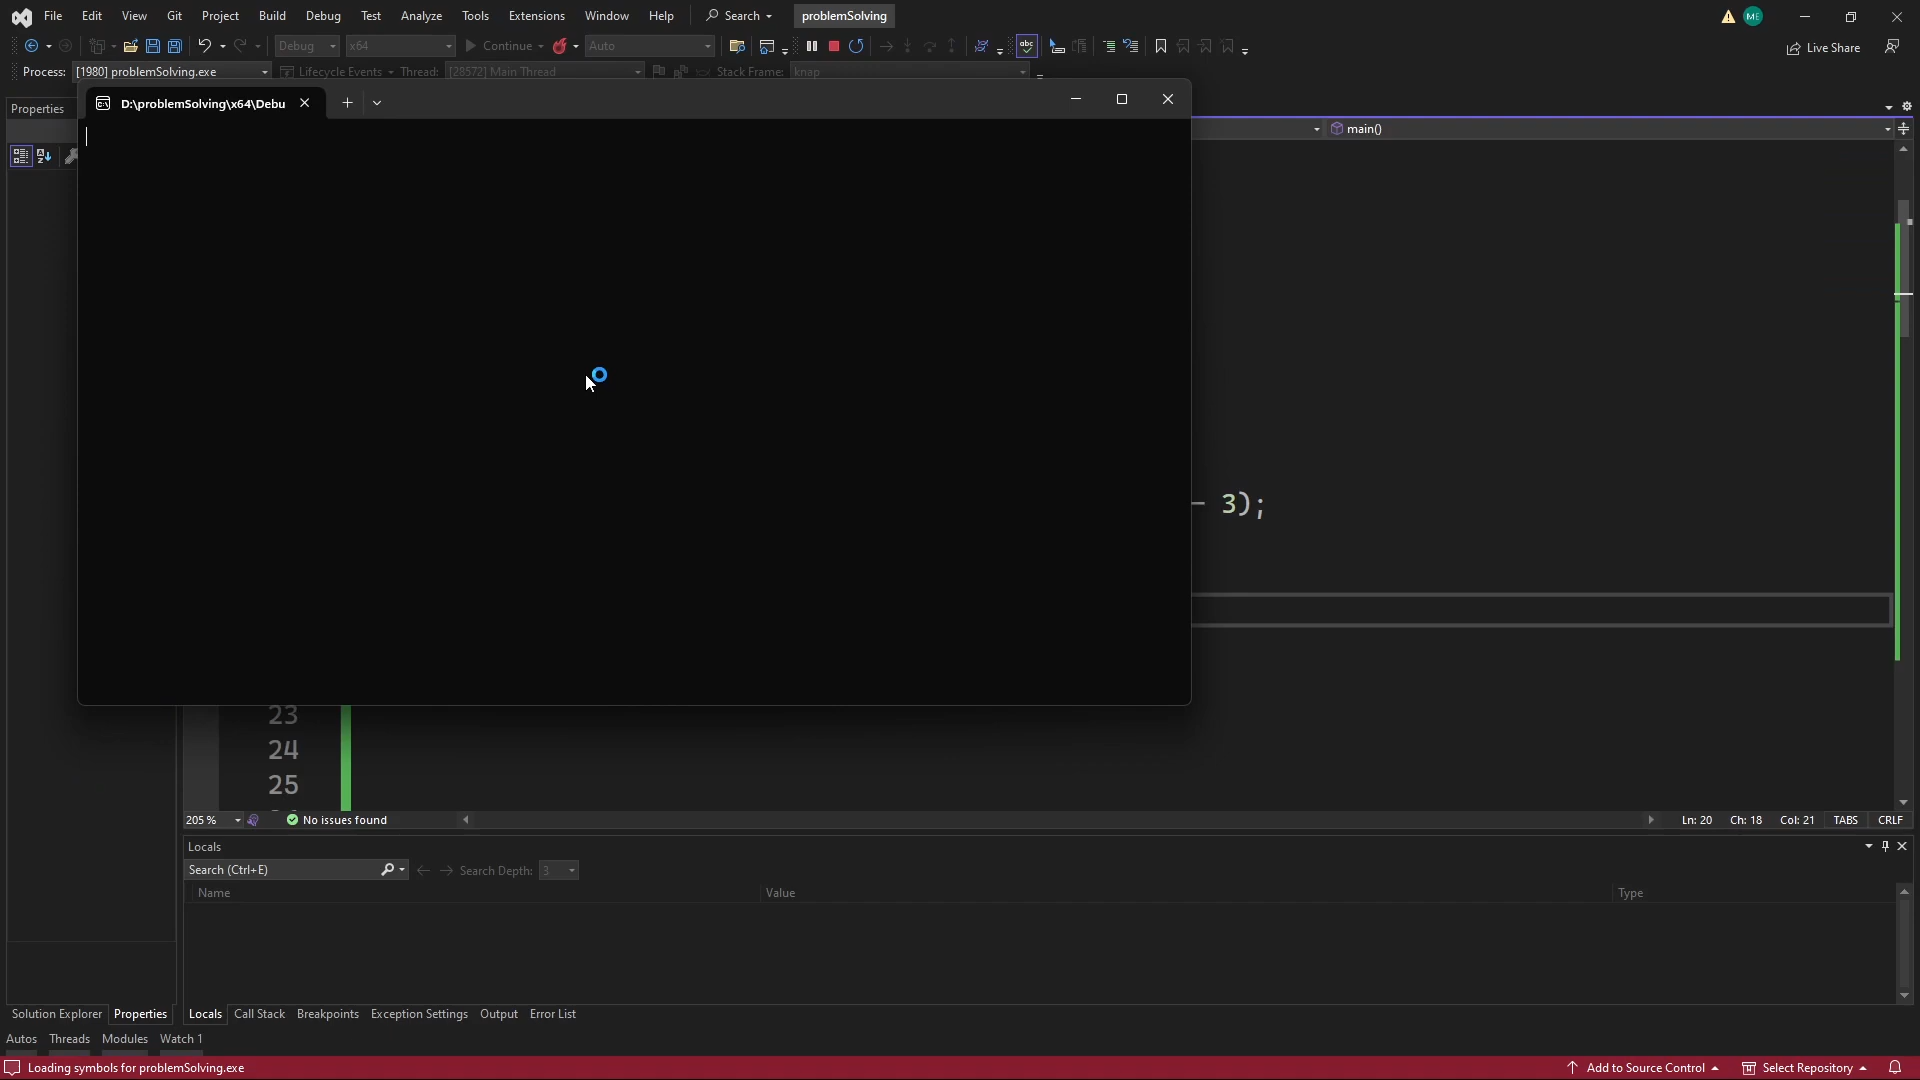 File Edit View Git Project Build Debug Test Analyze Tools Extensions Window Help Search problemSolving ME
Debug x64 Continue Auto abc Live Share
Process: [1980] problemSolving.exe Lifecycle Events Thread: [28572] Main Thread Stack Frame: knap
Properties
D:\problemSolving\x64\Debu
main()
- 3);
23
24
25
205 % No issues found Ln: 20 Ch: 18 Col: 21 TABS CRLF
Locals
Search (Ctrl+E) Search Depth: 3
Name Value Type
Solution Explorer Properties Locals Call Stack Breakpoints Exception Settings Output Error List
Autos Threads Modules Watch 1
Loading symbols for problemSolving.exe Add to Source Control Select Repository